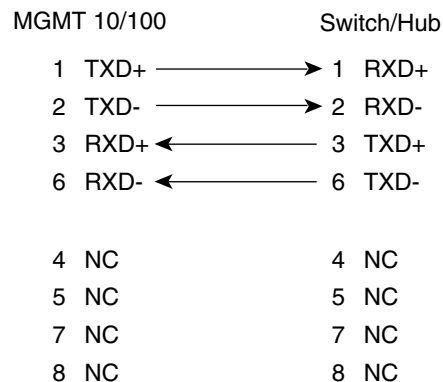 MGMT 10/100 Switch/Hub
1 TXD+ 1 RXD+
2 TXD- 2 RXD-
3 RXD+ 3 TXD+
6 RXD- 6 TXD-
4 NC 4 NC
5 NC 5 NC
7 NC 7 NC
8 NC 8 NC